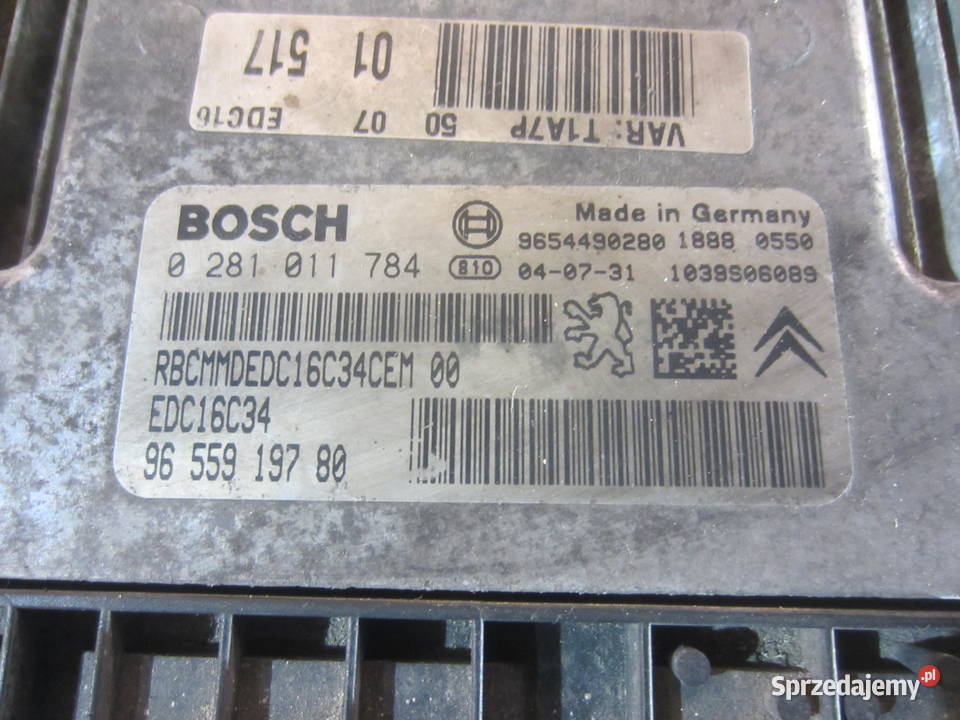 VAR: T1A7P 50 07 EDC16
01 517
BOSCH
Made in Germany
9654490280 1888 0550
0 281 011 784
810 04-07-31 1039S06089
RBCMMDEDC16C34CEM 00
EDC16C34
96 559 197 80
Sprzedajemy.pl